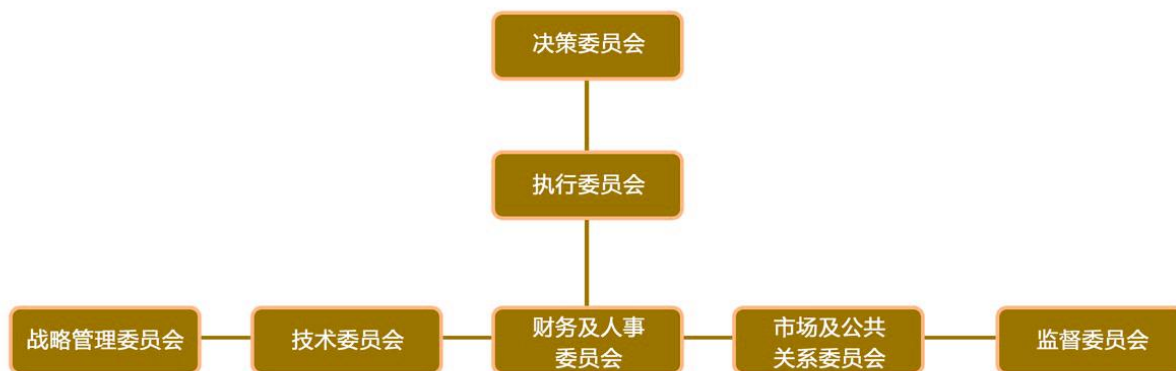 决策委员会
执行委员会
战略管理委员会
技术委员会
财务及人事
委员会
市场及公共
关系委员会
监督委员会